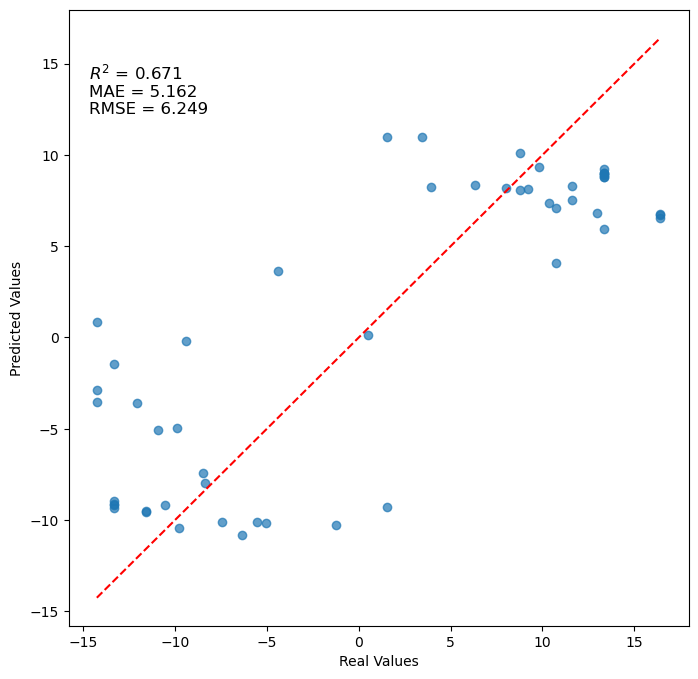 R² = 0.671
MAE = 5.162
RMSE = 6.249
15
10
5
0
−5
−10
−15
Predicted Values
−15 −10 −5 0 5 10 15
Real Values